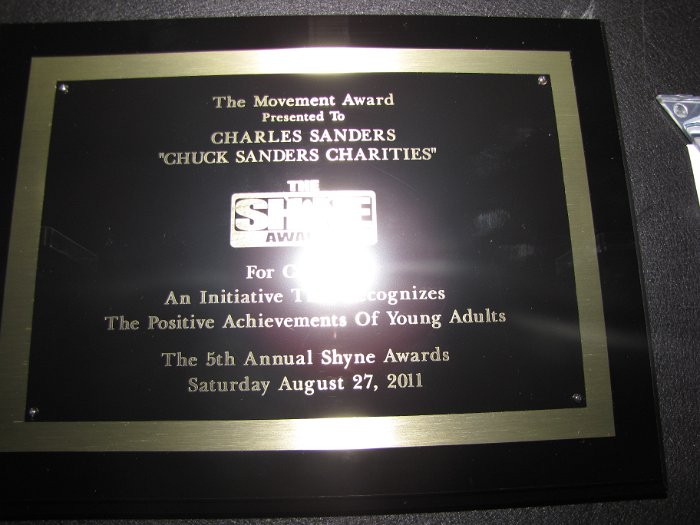 The Movement Award
Presented To
CHARLES SANDERS
"CHUCK SANDERS CHARITIES"
THE
SHYNE
For
An Initiative
The Positive Achievements Of Young Adults
The 5th Annual Shyne Awards
Saturday August 27, 2011